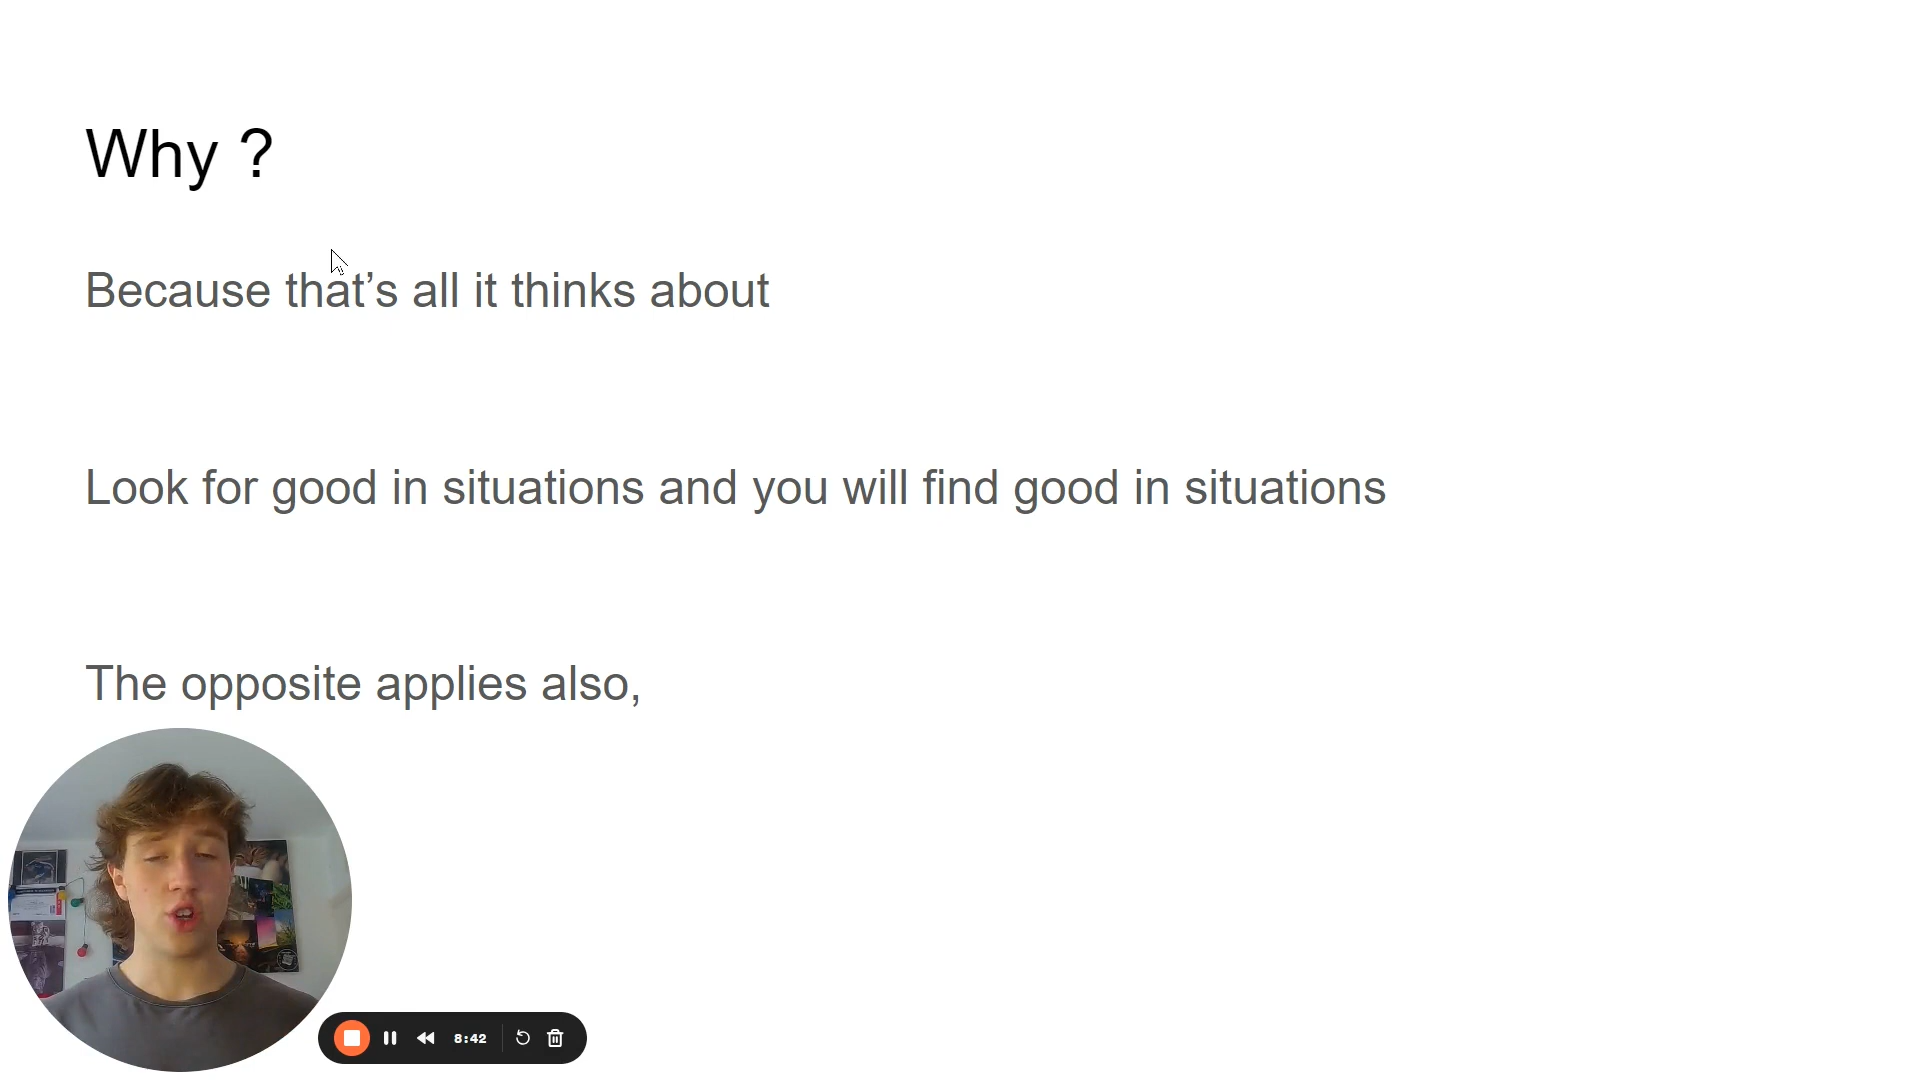 Why ?
Because that’s all it thinks about
Look for good in situations and you will find good in situations
The opposite applies also,
8:42